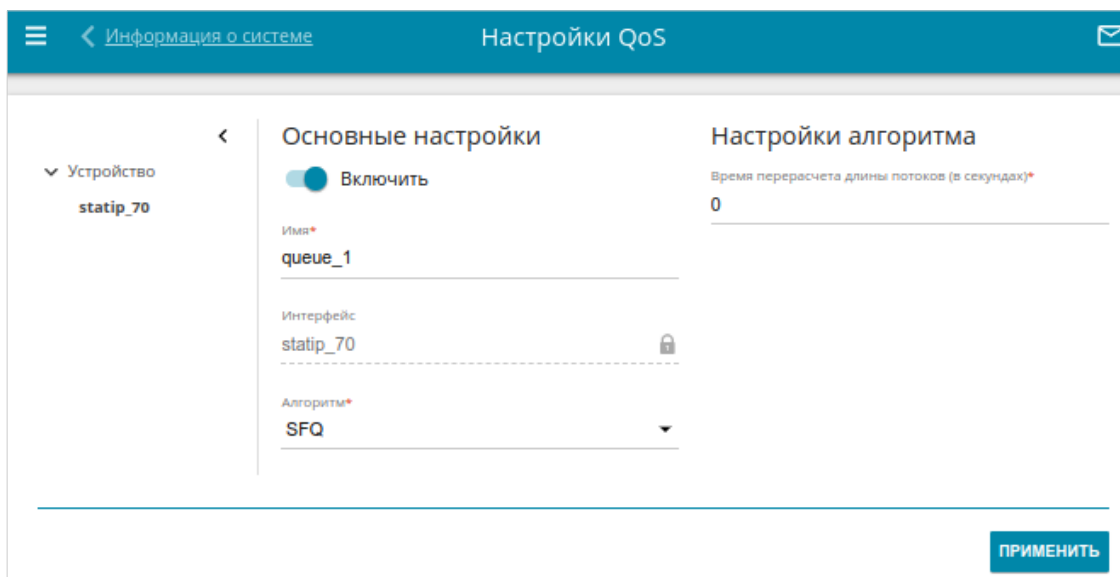 Информация о системе
Настройки QoS
Устройство
statip_70
Основные настройки
Включить
Имя*
queue_1
Интерфейс
statip_70
Алгоритм*
SFQ
Настройки алгоритма
Время перерасчета длины потоков (в секундах)*
0
ПРИМЕНИТЬ